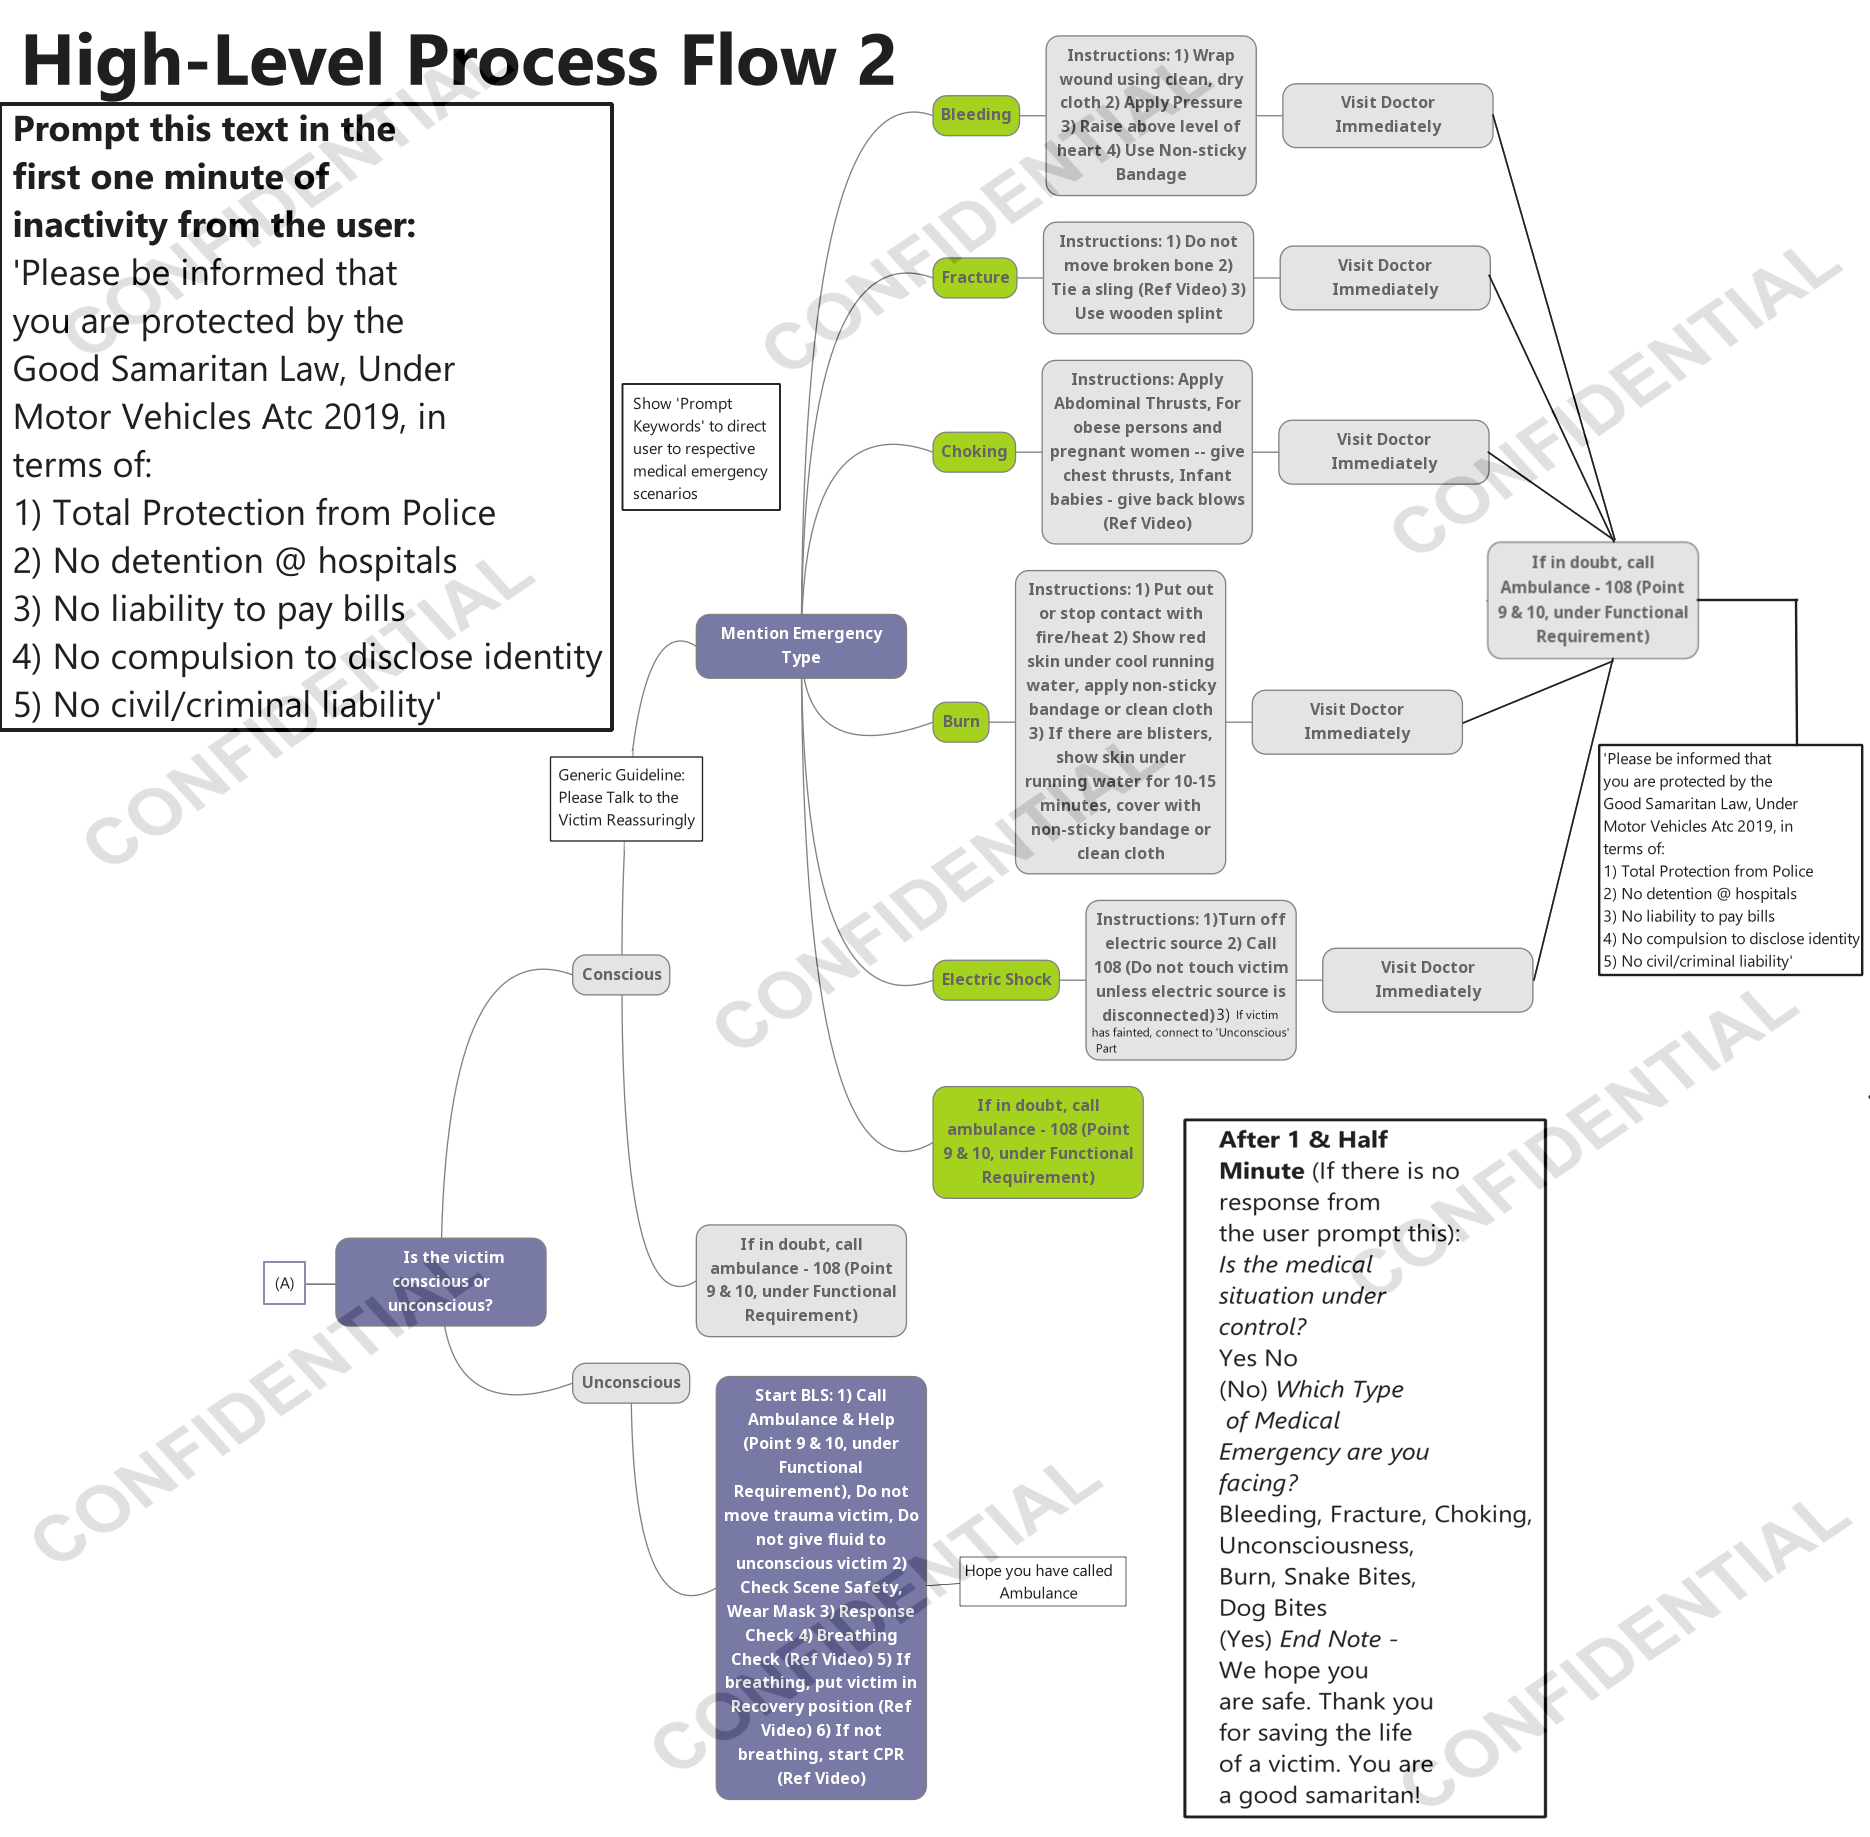 High-Level Process Flow 2
Prompt this text in the
first one minute of
inactivity from the user:
'Please be informed that
you are protected by the
Good Samaritan Law, Under
Motor Vehicles Atc 2019, in
terms of:
1) Total Protection from Police
2) No detention @ hospitals
3) No liability to pay bills
4) No compulsion to disclose identity
5) No civil/criminal liability'
Show 'Prompt
Keywords' to direct
user to respective
medical emergency
scenarios
Bleeding
Instructions: 1) Wrap
wound using clean, dry
cloth 2) Apply Pressure
3) Raise above level of
heart 4) Use Non-sticky
Bandage
Visit Doctor
Immediately
Fracture
Instructions: 1) Do not
move broken bone 2)
Tie a sling (Ref Video) 3)
Use wooden splint
Visit Doctor
Immediately
Choking
Instructions: Apply
Abdominal Thrusts, For
obese persons and
pregnant women -- give
chest thrusts, Infant
babies - give back blows
(Ref Video)
Visit Doctor
Immediately
If in doubt, call
Ambulance - 108 (Point
9 & 10, under Functional
Requirement)
Mention Emergency
Type
Burn
Instructions: 1) Put out
or stop contact with
fire/heat 2) Show red
skin under cool running
water, apply non-sticky
bandage or clean cloth
3) If there are blisters,
show skin under
running water for 10-15
minutes, cover with
non-sticky bandage or
clean cloth
Visit Doctor
Immediately
'Please be informed that
you are protected by the
Good Samaritan Law, Under
Motor Vehicles Atc 2019, in
terms of:
1) Total Protection from Police
2) No detention @ hospitals
3) No liability to pay bills
4) No compulsion to disclose identity
5) No civil/criminal liability'
Generic Guideline:
Please Talk to the
Victim Reassuringly
Conscious
Electric Shock
Instructions: 1)Turn off
electric source 2) Call
108 (Do not touch victim
unless electric source is
disconnected)3) If victim
has fainted, connect to 'Unconscious'
Part
Visit Doctor
Immediately
If in doubt, call
ambulance - 108 (Point
9 & 10, under Functional
Requirement)
(A)
Is the victim
conscious or
unconscious?
If in doubt, call
ambulance - 108 (Point
9 & 10, under Functional
Requirement)
Unconscious
Start BLS: 1) Call
Ambulance & Help
(Point 9 & 10, under
Functional
Requirement), Do not
move trauma victim, Do
not give fluid to
unconscious victim 2)
Check Scene Safety,
Wear Mask 3) Response
Check 4) Breathing
Check (Ref Video) 5) If
breathing, put victim in
Recovery position (Ref
Video) 6) If not
breathing, start CPR
(Ref Video)
Hope you have called
Ambulance
After 1 & Half
Minute (If there is no
response from
the user prompt this):
Is the medical
situation under
control?
Yes No
(No) Which Type
of Medical
Emergency are you
facing?
Bleeding, Fracture, Choking,
Unconsciousness,
Burn, Snake Bites,
Dog Bites
(Yes) End Note -
We hope you
are safe. Thank you
for saving the life
of a victim. You are
a good samaritan!
CONFIDENTIAL
CONFIDENTIAL
CONFIDENTIAL
CONFIDENTIAL
CONFIDENTIAL
CONFIDENTIAL
CONFIDENTIAL
CONFIDENTIAL
CONFIDENTIAL